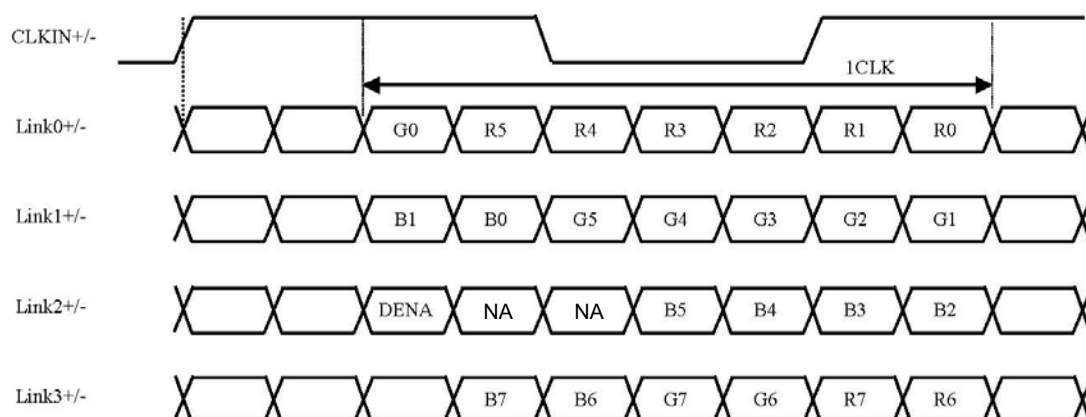 CLKIN+/-
1CLK
Link0+/- G0 R5 R4 R3 R2 R1 R0
Link1+/- B1 B0 G5 G4 G3 G2 G1
Link2+/- DENA NA NA B5 B4 B3 B2
Link3+/- B7 B6 G7 G6 R7 R6